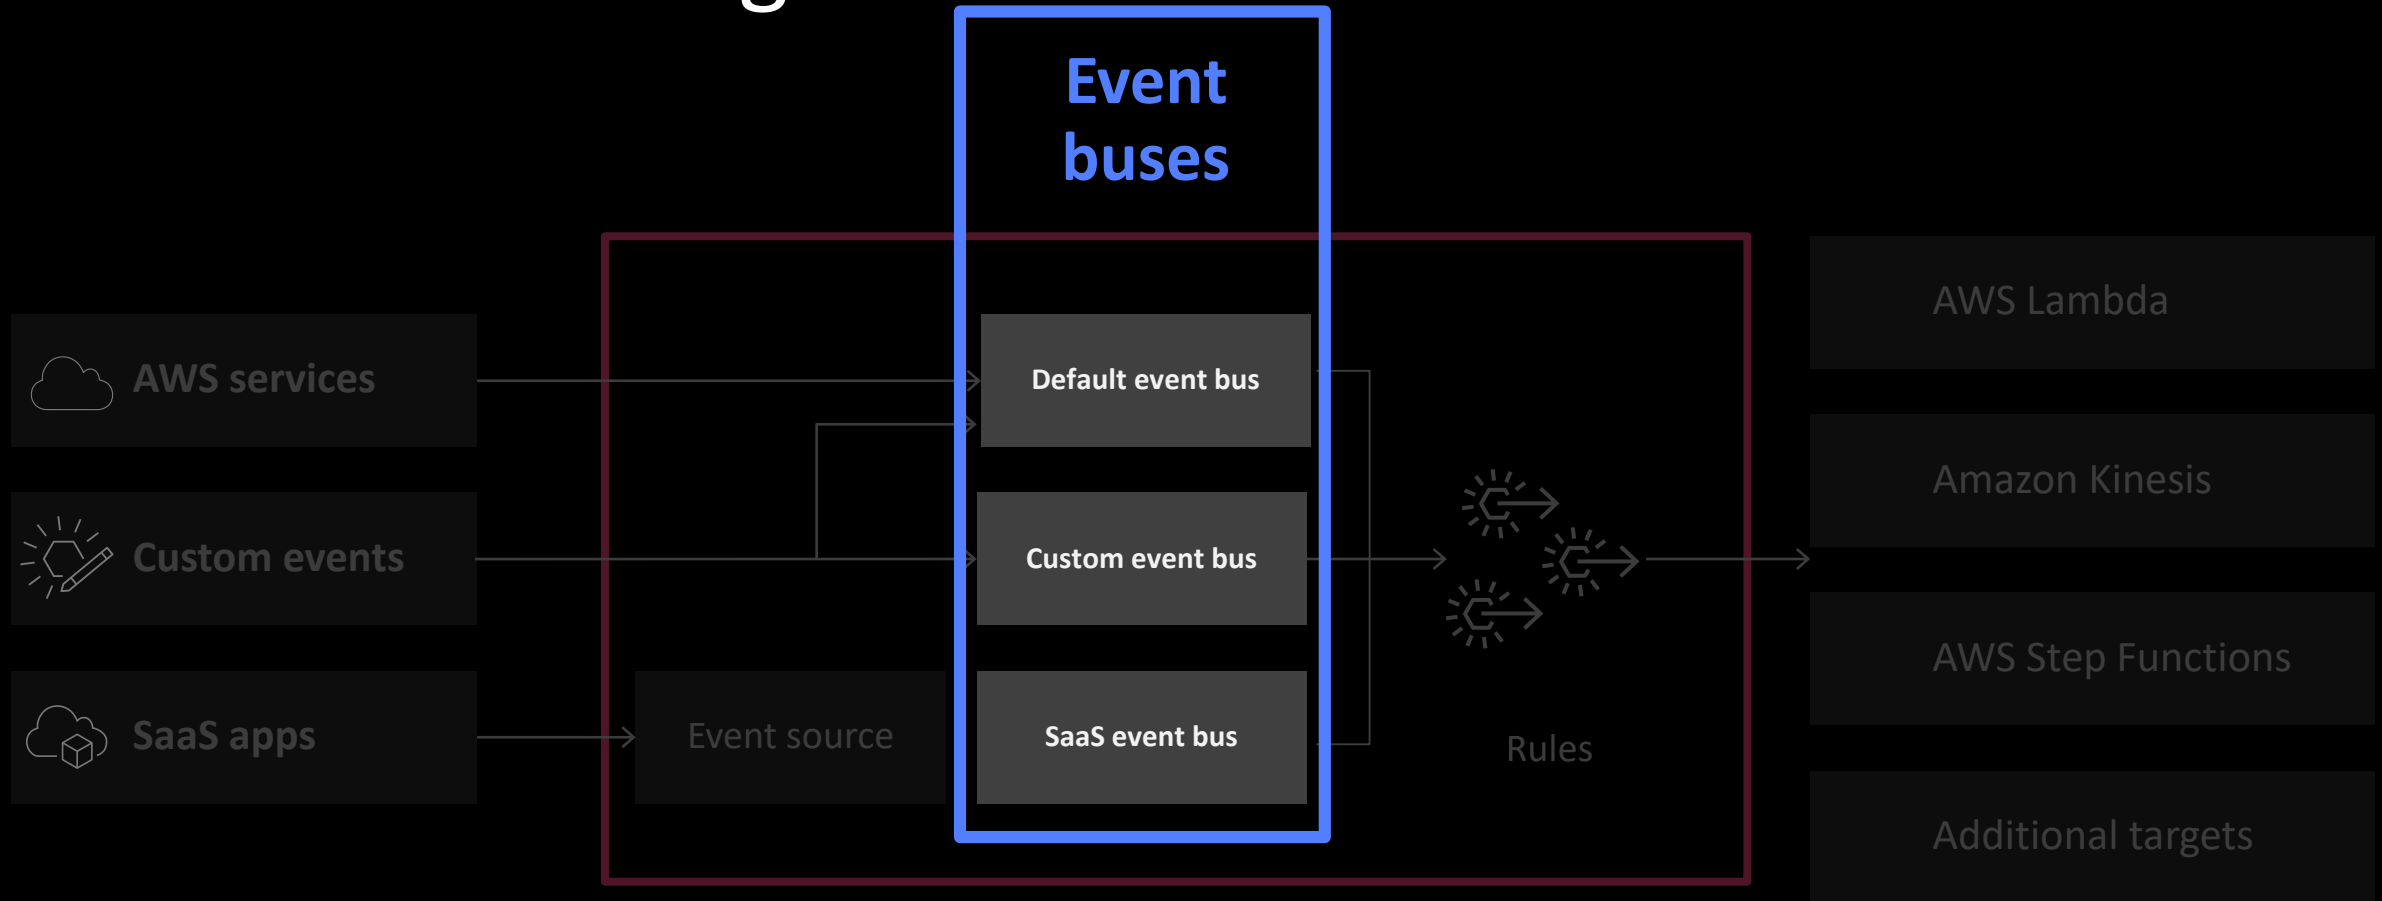 Event
buses
AWS services
Custom events
SaaS apps
Event source
Default event bus
Custom event bus
SaaS event bus
Rules
AWS Lambda
Amazon Kinesis
AWS Step Functions
Additional targets